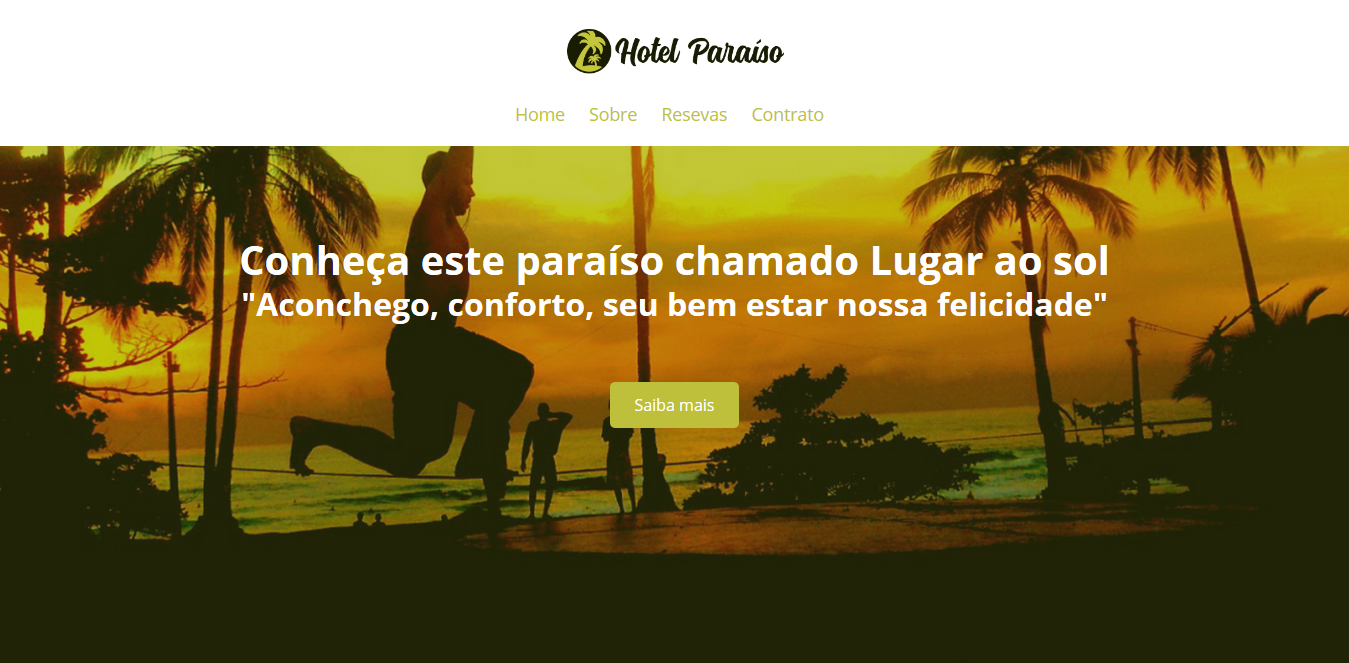 Hotel Paraíso
Home Sobre Resevas Contrato
Conheça este paraíso chamado Lugar ao sol
"Aconchego, conforto, seu bem estar nossa felicidade"
Saiba mais